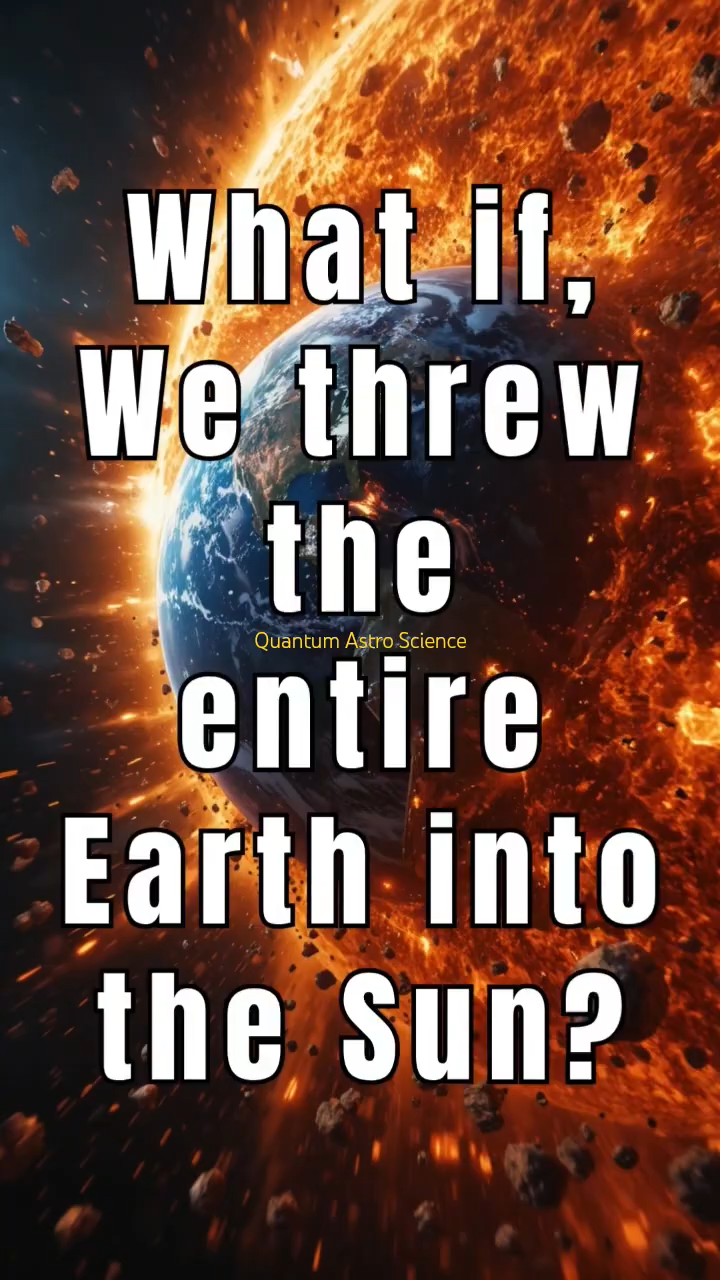 What if,
We threw
the
Quantum Astro Science
entire
Earth into
the Sun?